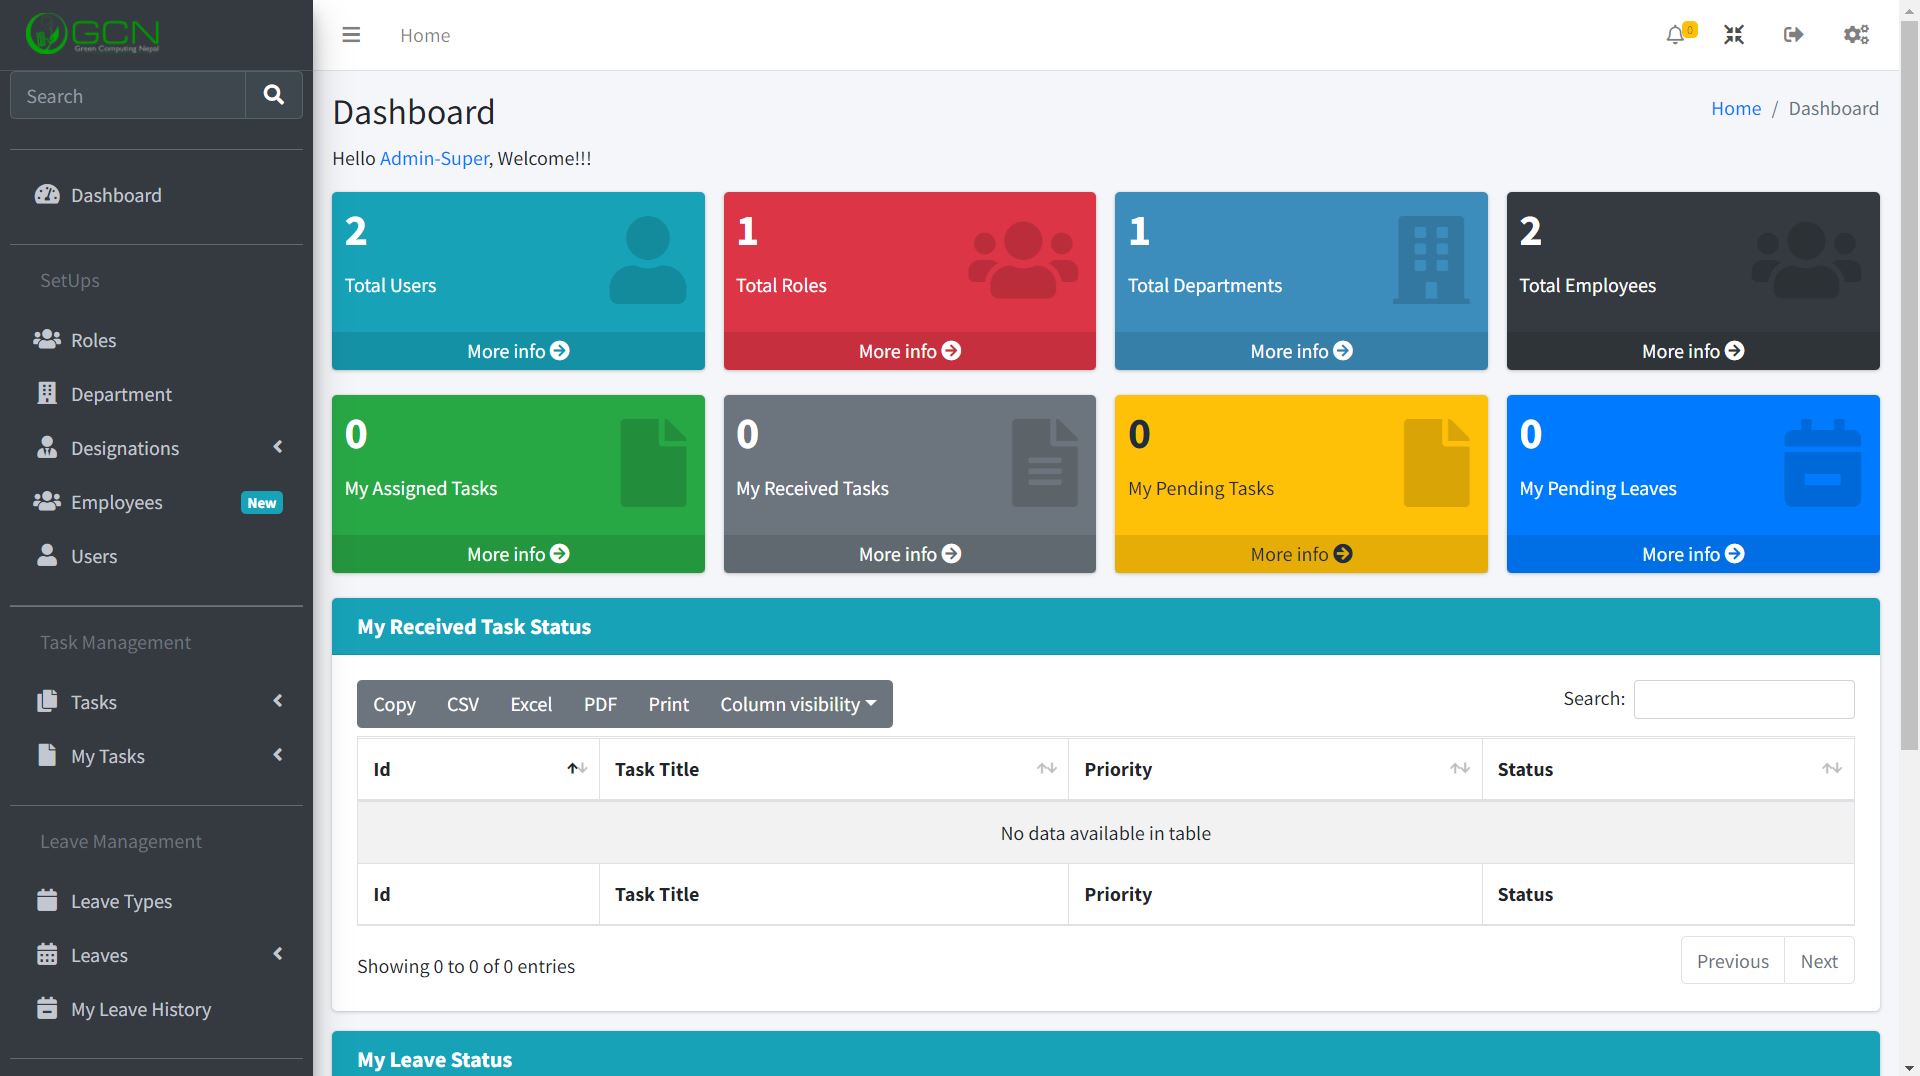 GCN
Green Computing Nepal
Search
Dashboard
SetUps
Roles
Department
Designations
Employees New
Users
Task Management
Tasks
My Tasks
Leave Management
Leave Types
Leaves
My Leave History
Home
0
Dashboard
Home / Dashboard
Hello Admin-Super, Welcome!!!
2
Total Users
More info
1
Total Roles
More info
1
Total Departments
More info
2
Total Employees
More info
0
My Assigned Tasks
More info
0
My Received Tasks
More info
0
My Pending Tasks
More info
0
My Pending Leaves
More info
My Received Task Status
Copy CSV Excel PDF Print Column visibility
Search:
Id Task Title Priority Status
No data available in table
Id Task Title Priority Status
Showing 0 to 0 of 0 entries
Previous Next
My Leave Status